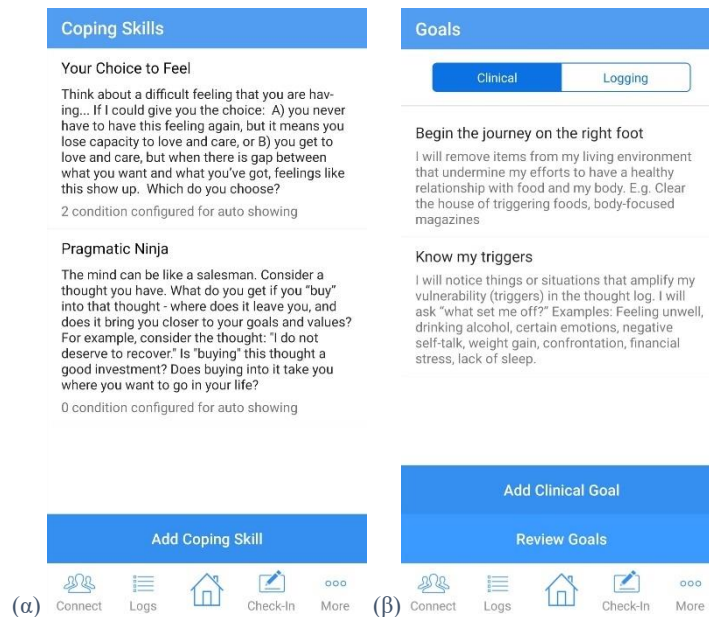 Coping Skills
Your Choice to Feel
Think about a difficult feeling that you are hav-
ing... If I could give you the choice: A) you never
have to have this feeling again, but it means you
lose capacity to love and care, or B) you get to
love and care, but when there is gap between
what you want and what you've got, feelings like
this show up. Which do you choose?
2 condition configured for auto showing
Pragmatic Ninja
The mind can be like a salesman. Consider a
thought you have. What do you get if you "buy"
into that thought - where does it leave you, and
does it bring you closer to your goals and values?
For example, consider the thought: "I do not
deserve to recover." Is "buying" this thought a
good investment? Does buying into it take you
where you want to go in your life?
0 condition configured for auto showing
Add Coping Skill
Connect Logs Check-In More
(α)
Goals
Clinical Logging
Begin the journey on the right foot
I will remove items from my living environment
that undermine my efforts to have a healthy
relationship with food and my body. E.g. Clear
the house of triggering foods, body-focused
magazines
Know my triggers
I will notice things or situations that amplify my
vulnerability (triggers) in the thought log. I will
ask "what set me off?" Examples: Feeling unwell,
drinking alcohol, certain emotions, negative
self-talk, weight gain, confrontation, financial
stress, lack of sleep.
Add Clinical Goal
Review Goals
Connect Logs Check-In More
(β)